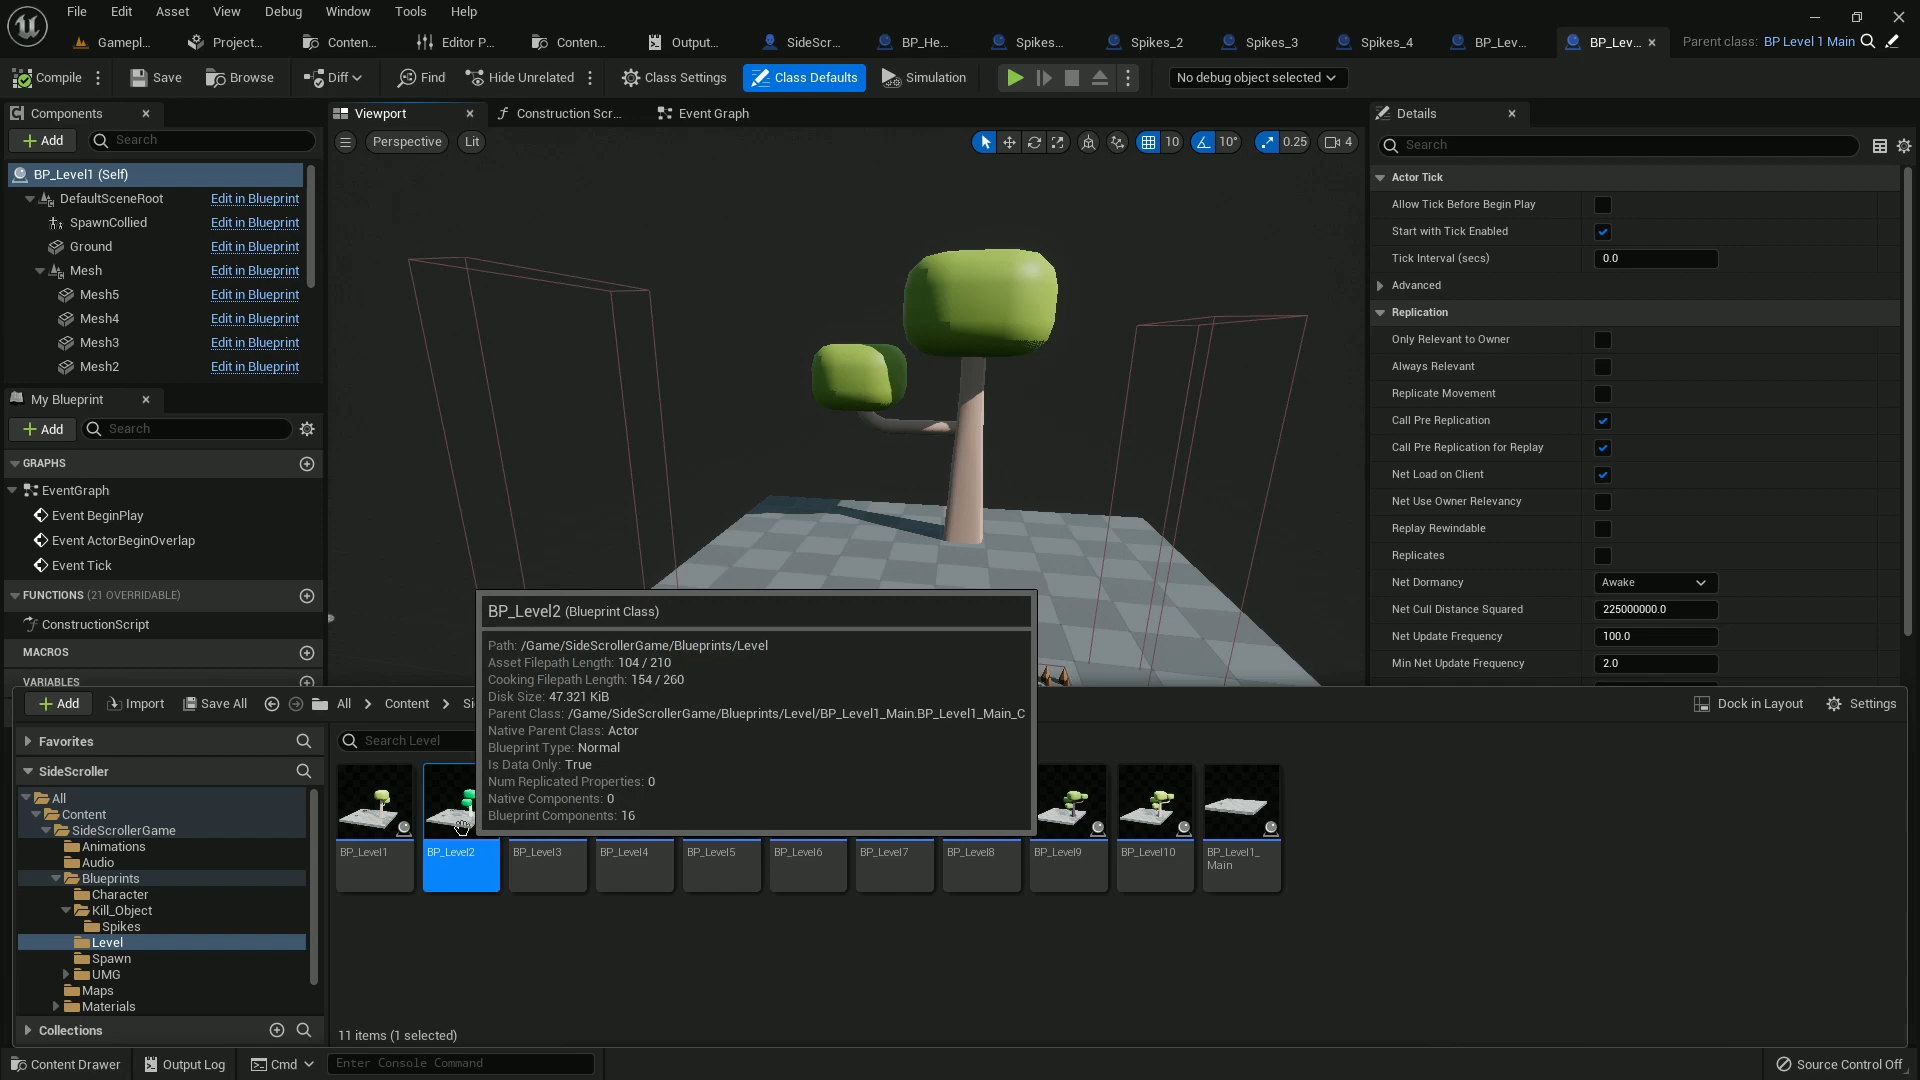 File Edit Asset View Debug Window Tools Help
Gamepl... Project... Conten... Editor P... Conten... Output... SideScr... BP_He... Spikes... Spikes_2 Spikes_3 Spikes_4 BP_Lev... BP_Lev... Parent class: BP Level 1 Main
Compile Save Browse Diff Find Hide Unrelated Class Settings Class Defaults Simulation No debug object selected
Components
Add Search
BP_Level1 (Self)
DefaultSceneRoot Edit in Blueprint
SpawnCollied Edit in Blueprint
Ground Edit in Blueprint
Mesh Edit in Blueprint
Mesh5 Edit in Blueprint
Mesh4 Edit in Blueprint
Mesh3 Edit in Blueprint
Mesh2 Edit in Blueprint
My Blueprint
Add Search
GRAPHS
EventGraph
Event BeginPlay
Event ActorBeginOverlap
Event Tick
FUNCTIONS (21 OVERRIDABLE)
ConstructionScript
MACROS
VARIABLES
Viewport Construction Scr... Event Graph
Perspective Lit 10 10° 0.25 4
Details
Search
Actor Tick
Allow Tick Before Begin Play
Start with Tick Enabled
Tick Interval (secs) 0.0
Advanced
Replication
Only Relevant to Owner
Always Relevant
Replicate Movement
Call Pre Replication
Call Pre Replication for Replay
Net Load on Client
Net Use Owner Relevancy
Replay Rewindable
Replicates
Net Dormancy Awake
Net Cull Distance Squared 225000000.0
Net Update Frequency 100.0
Min Net Update Frequency 2.0
BP_Level2 (Blueprint Class)
Path: /Game/SideScrollerGame/Blueprints/Level
Asset Filepath Length: 104 / 210
Cooking Filepath Length: 154 / 260
Disk Size: 47.321 KiB
Parent Class: /Game/SideScrollerGame/Blueprints/Level/BP_Level1_Main.BP_Level1_Main_C
Native Parent Class: Actor
Blueprint Type: Normal
Is Data Only: True
Num Replicated Properties: 0
Native Components: 0
Blueprint Components: 16
Add Import Save All All Content Si Dock in Layout Settings
Favorites
SideScroller
All
Content
SideScrollerGame
Animations
Audio
Blueprints
Character
Kill_Object
Spikes
Level
Spawn
UMG
Maps
Materials
Collections
Search Level
BP_Level1 BP_Level2 BP_Level3 BP_Level4 BP_Level5 BP_Level6 BP_Level7 BP_Level8 BP_Level9 BP_Level10 BP_Level1_
Main
11 items (1 selected)
Content Drawer Output Log Cmd Enter Console Command Source Control Off